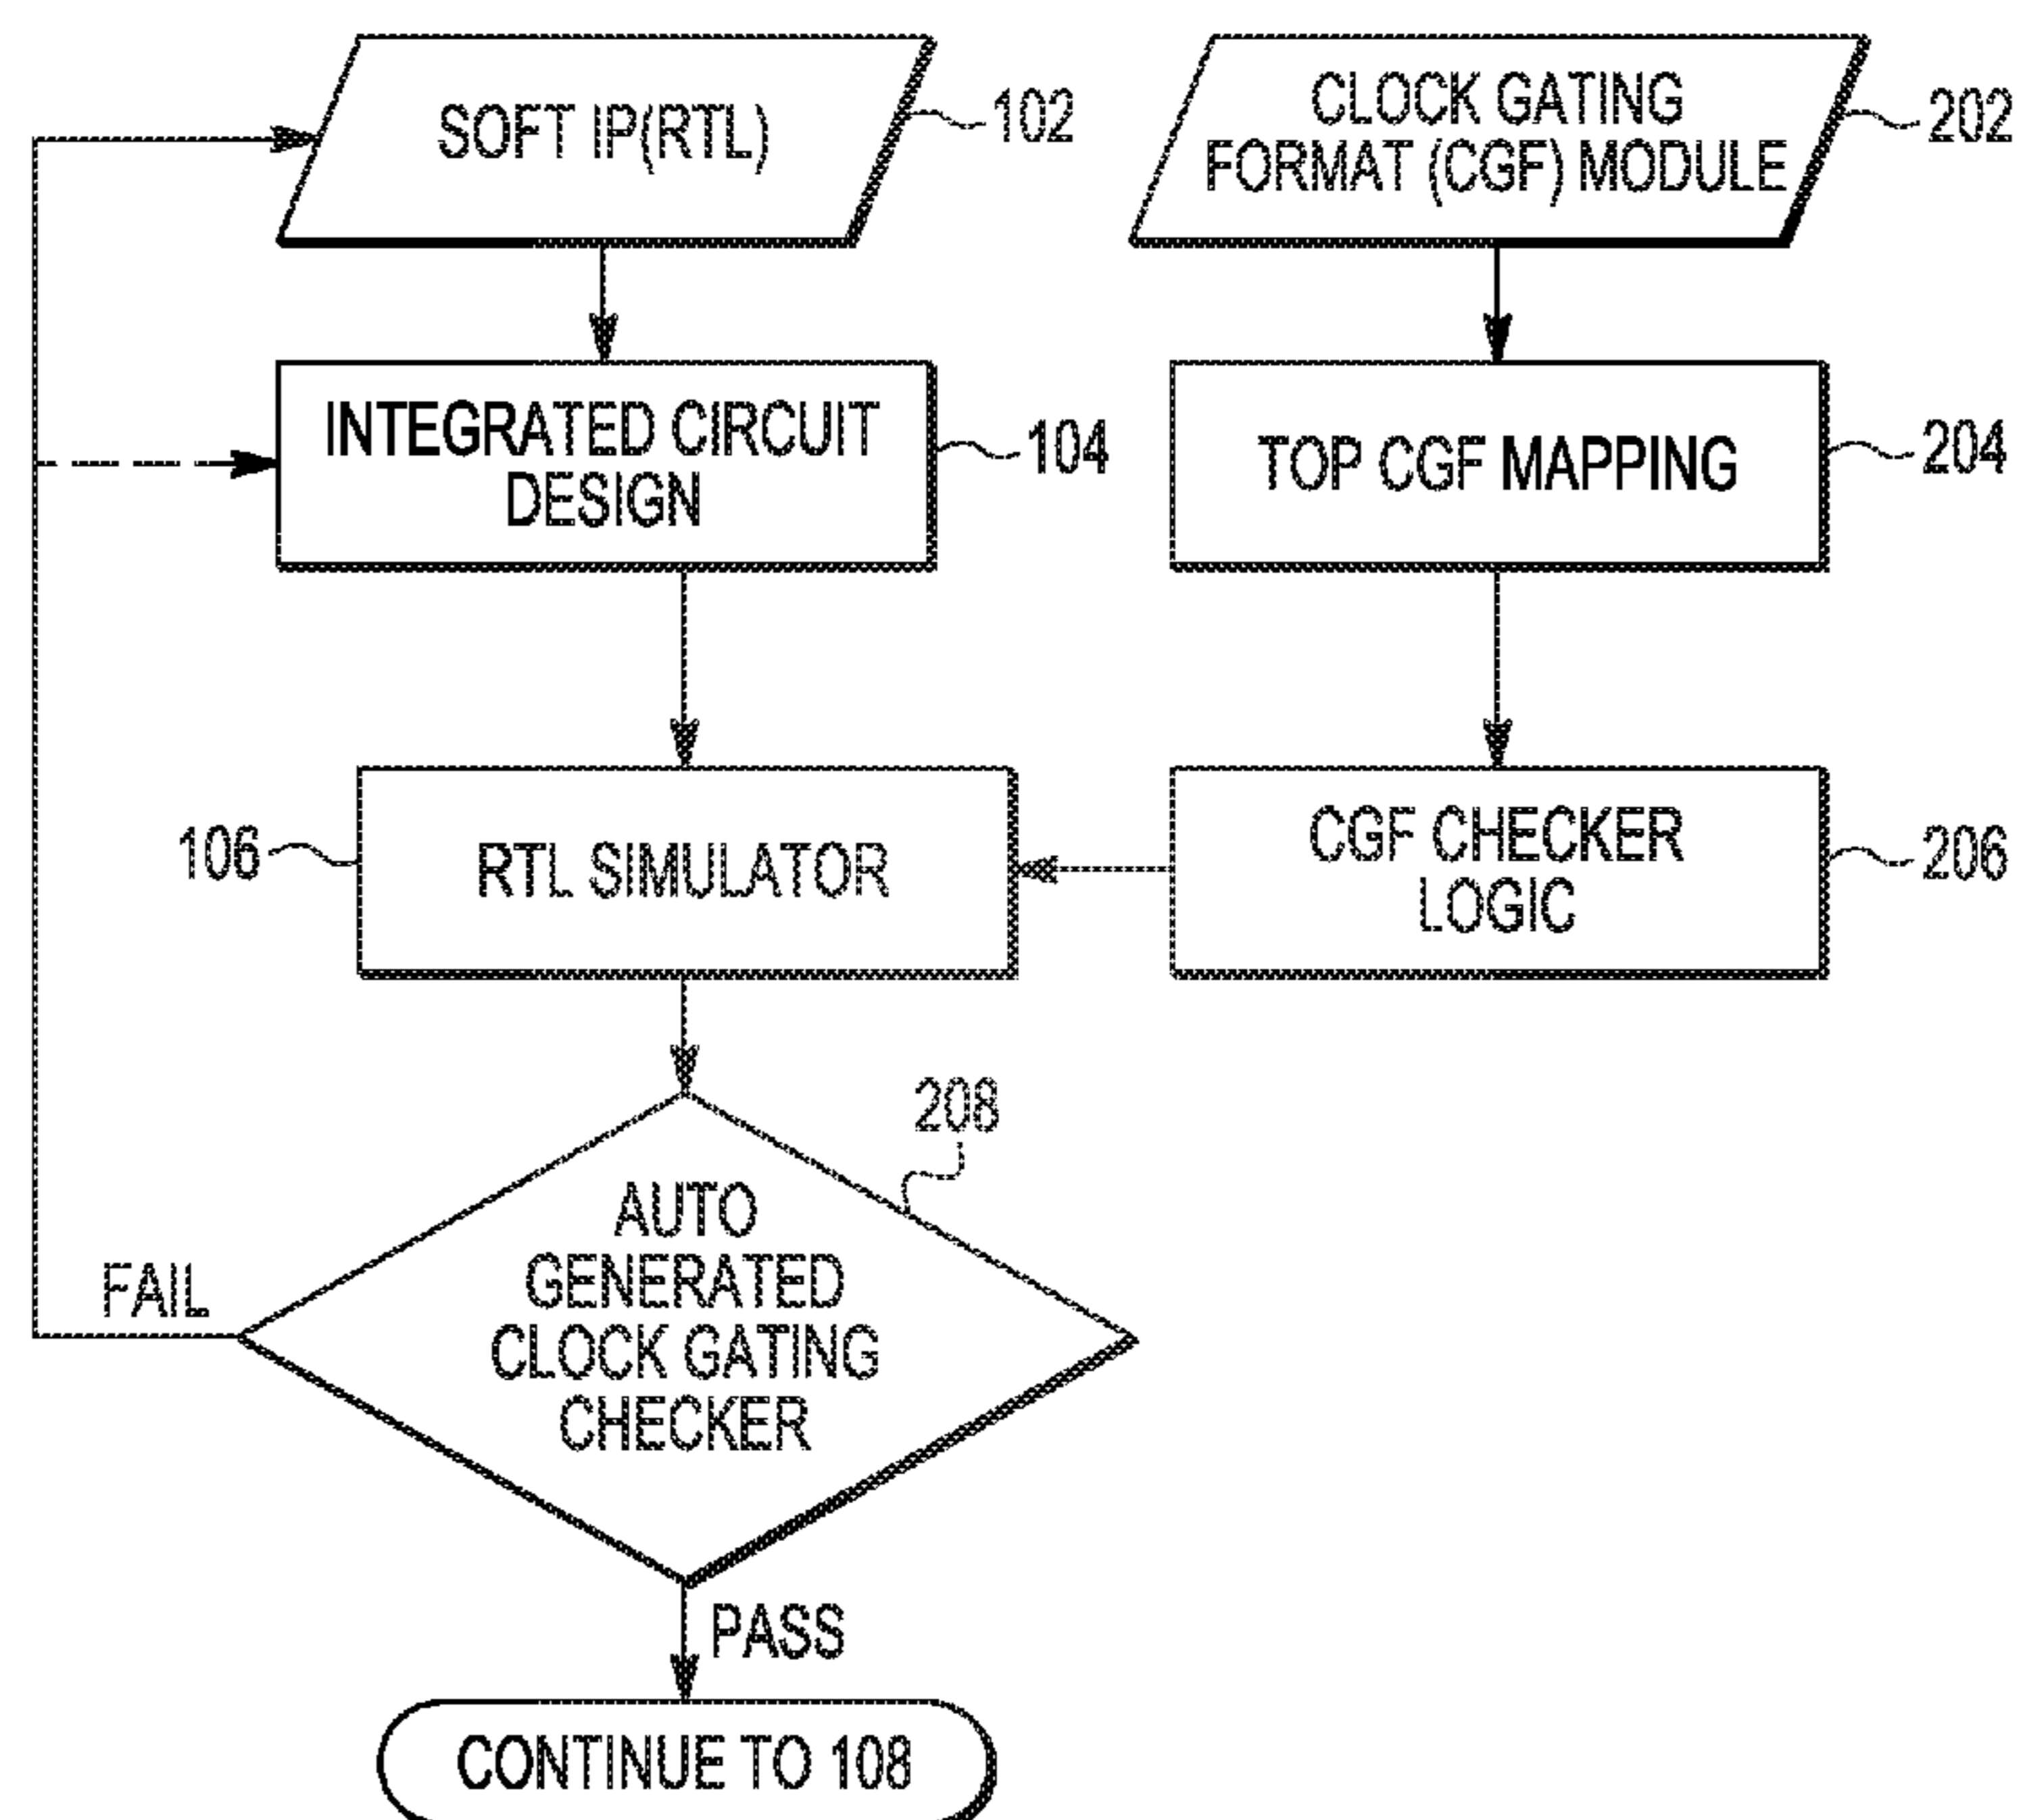 SOFT IP(RTL)
102
CLOCK GATING
FORMAT (CGF) MODULE
202
INTEGRATED CIRCUIT
DESIGN
104
TOP CGF MAPPING
204
106
RTL SIMULATOR
CGF CHECKER
LOGIC
206
208
AUTO
GENERATED
CLOCK GATING
CHECKER
FAIL
PASS
CONTINUE TO 108